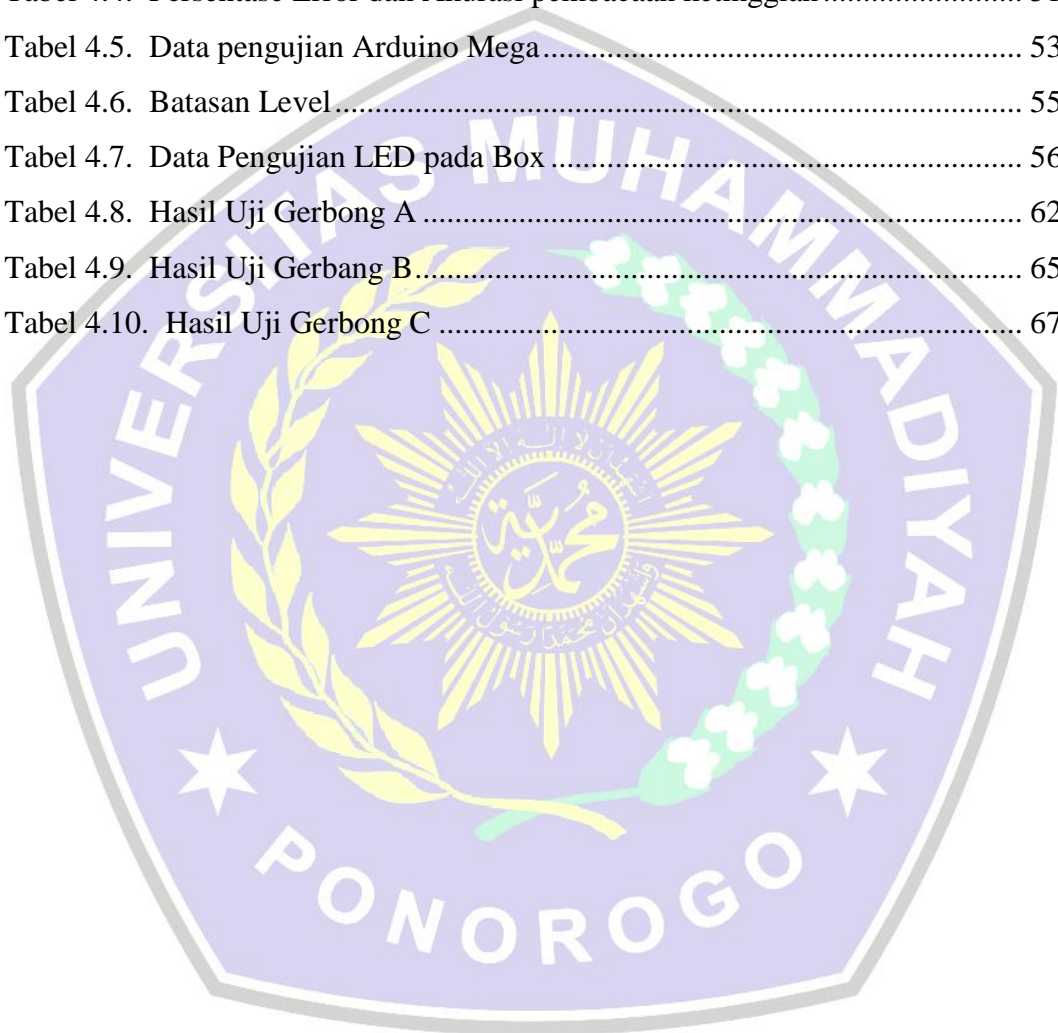 Tabel 4.5. Data pengujian Arduino Mega............................................................ 53
Tabel 4.6. Batasan Level..................................................................................... 55
Tabel 4.7. Data Pengujian LED pada Box ........................................................... 56
Tabel 4.8. Hasil Uji Gerbong A ........................................................................... 62
Tabel 4.9. Hasil Uji Gerbang B............................................................................ 65
Tabel 4.10. Hasil Uji Gerbong C ......................................................................... 67
UNIVERSITAS MUHAMMADIYAH
محمدية
PONOROGO